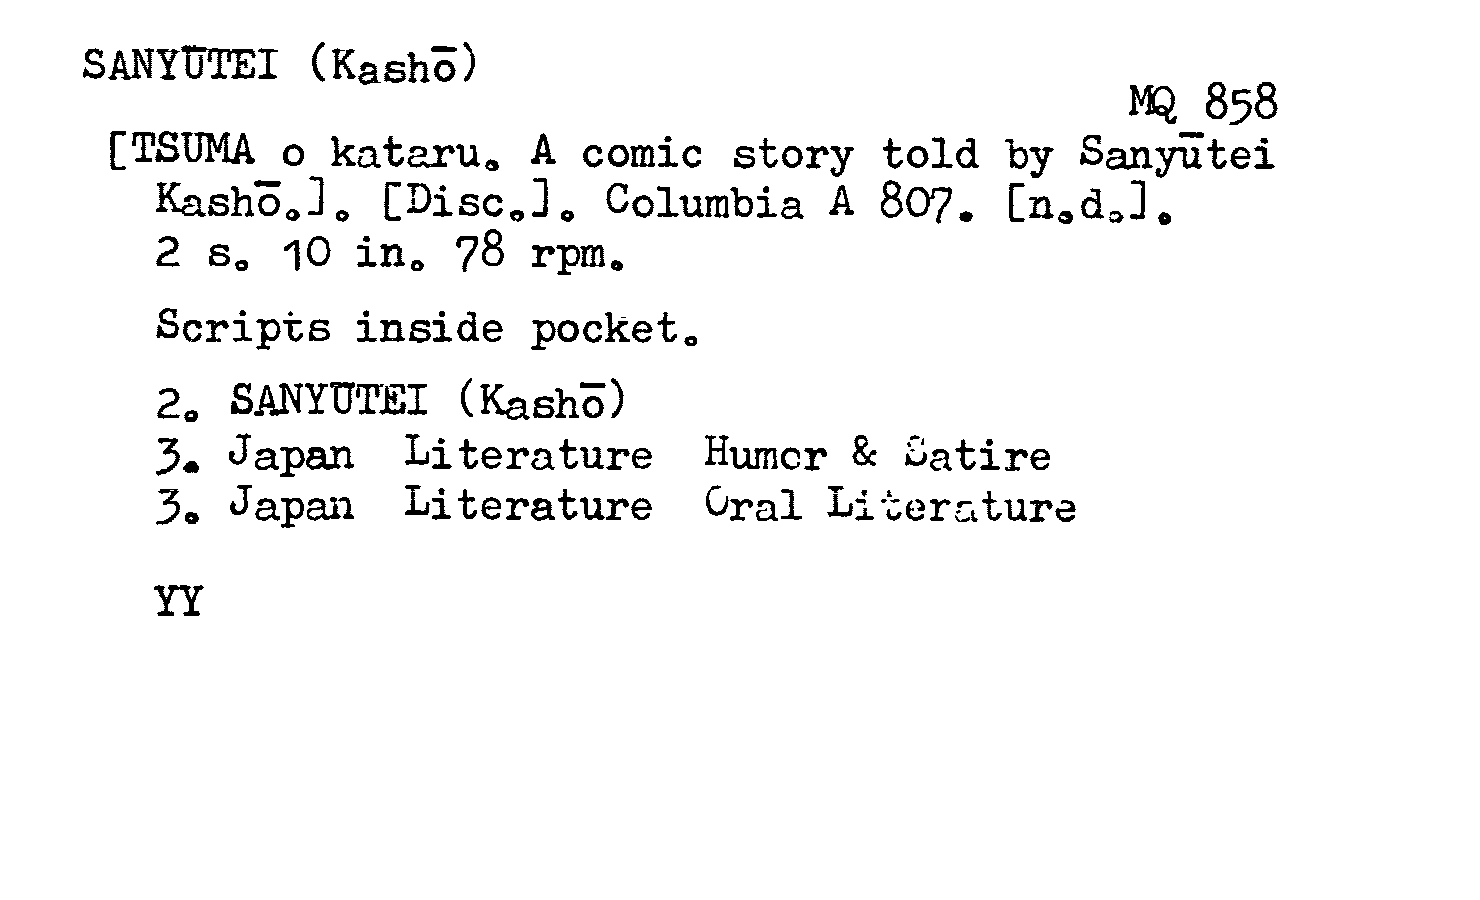 SANYŪTEI (Kashō)
MQ 858
[TSUMA o kataru. A comic story told by Sanyūtei
Kashō.]. [Disc.]. Columbia A 807. [n.d.].
2 s. 10 in. 78 rpm.
Scripts inside pocket.
2. SANYŪTEI (Kashō)
3. Japan Literature Humor & Satire
3. Japan Literature Oral Literature
YY